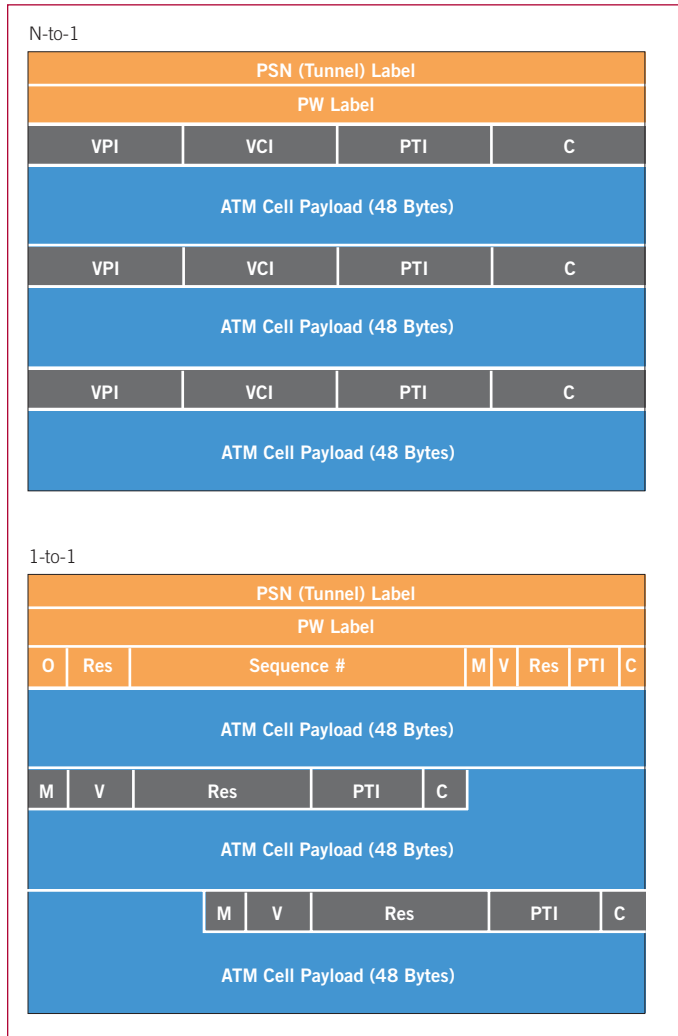 N-to-1
PSN (Tunnel) Label
PW Label
VPI VCI PTI C
ATM Cell Payload (48 Bytes)
VPI VCI PTI C
ATM Cell Payload (48 Bytes)
VPI VCI PTI C
ATM Cell Payload (48 Bytes)
1-to-1
PSN (Tunnel) Label
PW Label
O Res Sequence # M V Res PTI C
ATM Cell Payload (48 Bytes)
M V Res PTI C
ATM Cell Payload (48 Bytes)
M V Res PTI C
ATM Cell Payload (48 Bytes)